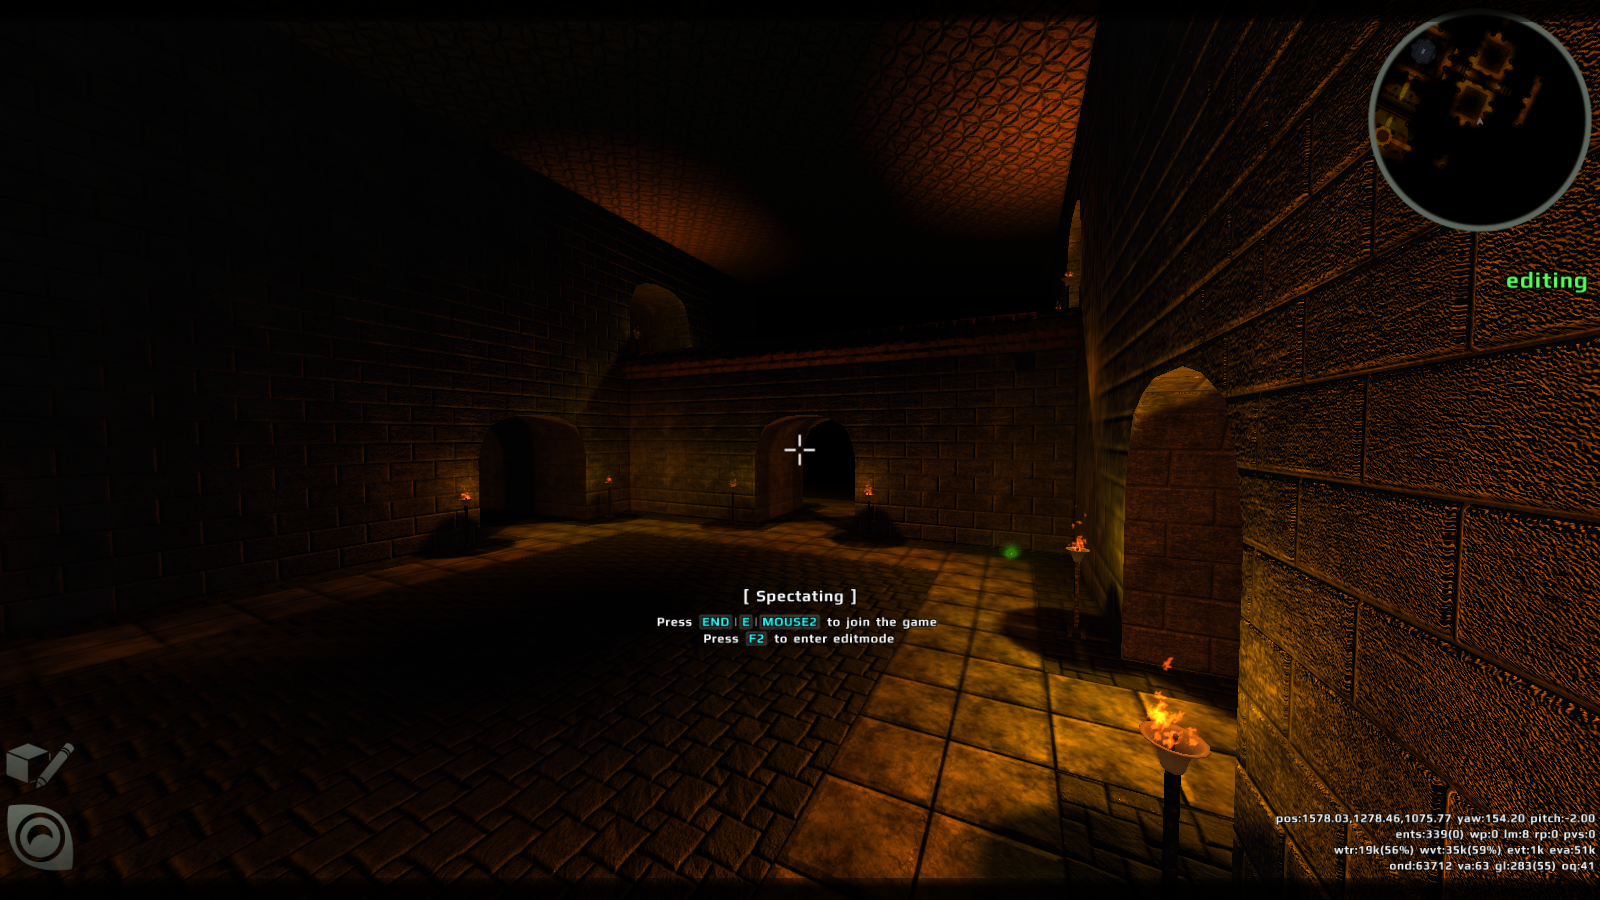 editing
[ Spectating ]
Press END | E | MOUSE2 to join the game
Press F2 to enter editmode
pos:1578.03,1278.46,1075.77 yaw:154.20 pitch:-2.00
ents:339(0) wp:0 lm:8 rp:0 pvs:0
wtr:19k(56%) wvt:35k(59%) evt:1k eva:51k
ond:63712 va:63 gl:283(55) oq:41